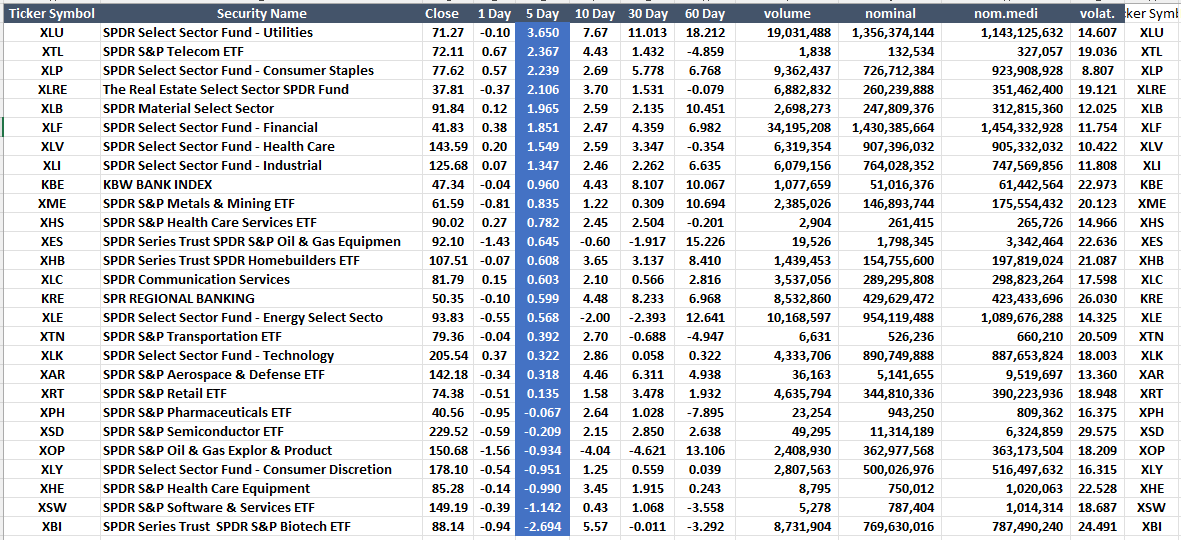 Ticker Symbol Security Name Close 1 Day 5 Day 10 Day 30 Day 60 Day volume nominal nom.medi volat. ker Symb
XLU SPDR Select Sector Fund - Utilities 71.27 -0.10 3.650 7.67 11.013 18.212 19,031,488 1,356,374,144 1,143,125,632 14.607 XLU
XTL SPDR S&P Telecom ETF 72.11 0.67 2.367 4.43 1.432 -4.859 1,838 132,534 327,057 19.036 XTL
XLP SPDR Select Sector Fund - Consumer Staples 77.62 0.57 2.239 2.69 5.778 6.768 9,362,437 726,712,384 923,908,928 8.807 XLP
XLRE The Real Estate Select Sector SPDR Fund 37.81 -0.37 2.106 3.70 1.531 -0.079 6,882,832 260,239,888 351,462,400 19.121 XLRE
XLB SPDR Material Select Sector 91.84 0.12 1.965 2.59 2.135 10.451 2,698,273 247,809,376 312,815,360 12.025 XLB
XLF SPDR Select Sector Fund - Financial 41.83 0.38 1.851 2.47 4.359 6.982 34,195,208 1,430,385,664 1,454,332,928 11.754 XLF
XLV SPDR Select Sector Fund - Health Care 143.59 0.20 1.549 2.59 3.347 -0.354 6,319,354 907,396,032 905,332,032 10.422 XLV
XLI SPDR Select Sector Fund - Industrial 125.68 0.07 1.347 2.46 2.262 6.635 6,079,156 764,028,352 747,569,856 11.808 XLI
KBE KBW BANK INDEX 47.34 -0.04 0.960 4.43 8.107 10.067 1,077,659 51,016,376 61,442,564 22.973 KBE
XME SPDR S&P Metals & Mining ETF 61.59 -0.81 0.835 1.22 0.309 10.694 2,385,026 146,893,744 175,554,432 20.123 XME
XHS SPDR S&P Health Care Services ETF 90.02 0.27 0.782 2.45 2.504 -0.201 2,904 261,415 265,726 14.966 XHS
XES SPDR Series Trust SPDR S&P Oil & Gas Equipmen 92.10 -1.43 0.645 -0.60 -1.917 15.226 19,526 1,798,345 3,342,464 22.636 XES
XHB SPDR Series Trust SPDR Homebuilders ETF 107.51 -0.07 0.608 3.65 3.137 8.410 1,439,453 154,755,600 197,819,024 21.087 XHB
XLC SPDR Communication Services 81.79 0.15 0.603 2.10 0.566 2.816 3,537,056 289,295,808 298,823,264 17.598 XLC
KRE SPR REGIONAL BANKING 50.35 -0.10 0.599 4.48 8.233 6.968 8,532,860 429,629,472 423,433,696 26.030 KRE
XLE SPDR Select Sector Fund - Energy Select Secto 93.83 -0.55 0.568 -2.00 -2.393 12.641 10,168,597 954,119,488 1,089,676,288 14.325 XLE
XTN SPDR S&P Transportation ETF 79.36 -0.04 0.392 2.70 -0.688 -4.947 6,631 526,236 660,210 20.509 XTN
XLK SPDR Select Sector Fund - Technology 205.54 0.37 0.322 2.86 0.058 0.322 4,333,706 890,749,888 887,653,824 18.003 XLK
XAR SPDR S&P Aerospace & Defense ETF 142.18 -0.34 0.318 4.46 6.311 4.938 36,163 5,141,655 9,519,697 13.360 XAR
XRT SPDR S&P Retail ETF 74.38 -0.51 0.135 1.58 3.478 1.932 4,635,794 344,810,336 390,223,936 18.948 XRT
XPH SPDR S&P Pharmaceuticals ETF 40.56 -0.95 -0.067 2.64 1.028 -7.895 23,254 943,250 809,362 16.375 XPH
XSD SPDR S&P Semiconductor ETF 229.52 -0.59 -0.209 2.15 2.850 2.638 49,295 11,314,189 6,324,859 29.575 XSD
XOP SPDR S&P Oil & Gas Explor & Product 150.68 -1.56 -0.934 -4.04 -4.621 13.106 2,408,930 362,977,568 363,173,504 18.209 XOP
XLY SPDR Select Sector Fund - Consumer Discretion 178.10 -0.54 -0.951 1.25 0.559 0.039 2,807,563 500,026,976 516,497,632 16.315 XLY
XHE SPDR S&P Health Care Equipment 85.28 -0.14 -0.990 3.45 1.915 0.243 8,795 750,012 1,020,063 22.528 XHE
XSW SPDR S&P Software & Services ETF 149.19 -0.39 -1.142 0.43 1.068 -3.558 5,278 787,404 1,014,314 18.687 XSW
XBI SPDR Series Trust SPDR S&P Biotech ETF 88.14 -0.94 -2.694 5.57 -0.011 -3.292 8,731,904 769,630,016 787,490,240 24.491 XBI